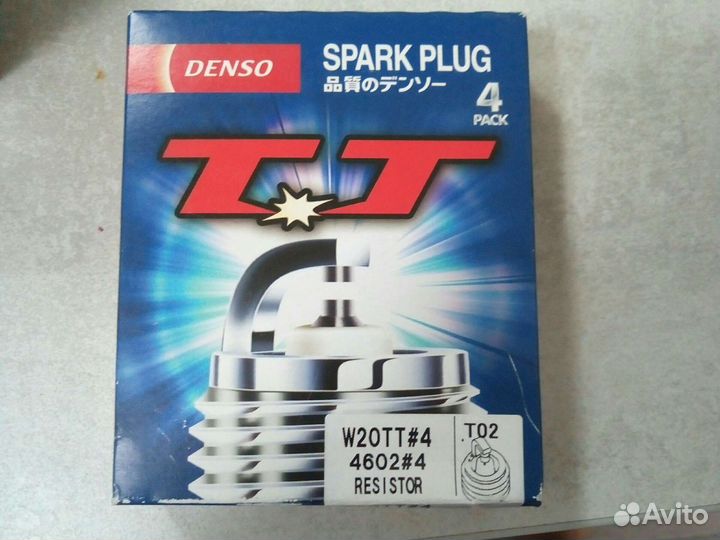 DENSO
SPARK PLUG
品質のデンソー
4
PACK
TT
W20TT#4
4602#4
RESISTOR
T02
Avito